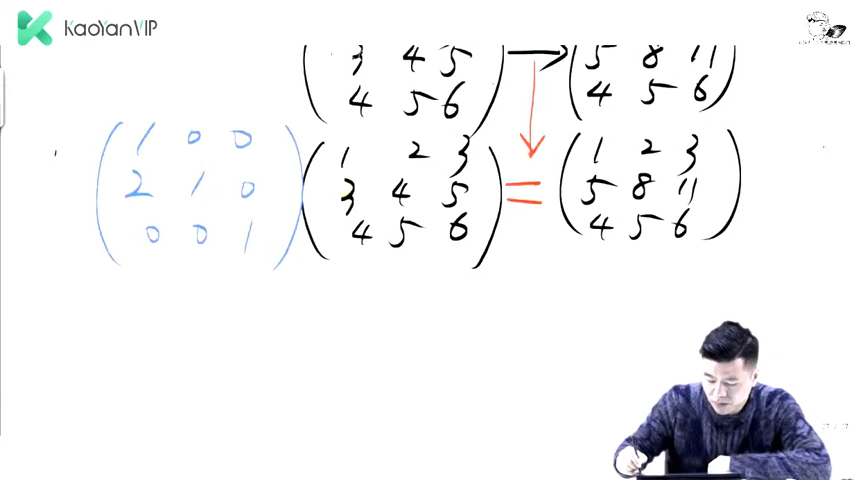 KaoYanVIP
3 4 5 → 5 8 11
4 5 6 4 5 6
1 0 0 1 2 3 1 2 3
2 1 0 3 4 5 = 5 8 11
0 0 1 4 5 6 4 5 6